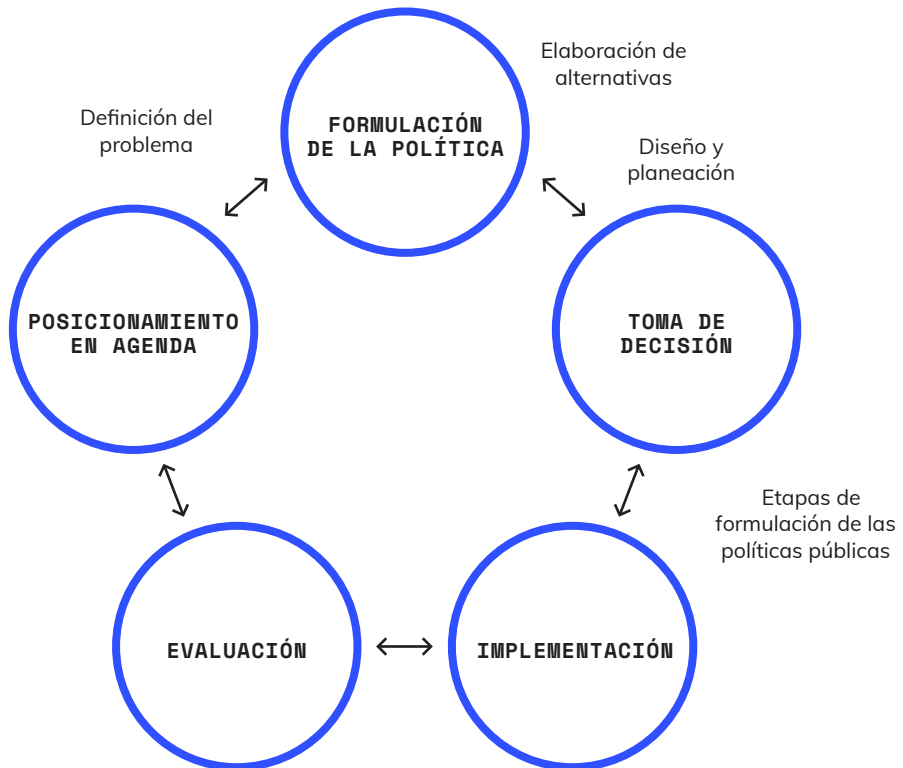 Elaboración de
alternativas
Definición del
problema
FORMULACIÓN
DE LA POLÍTICA
Diseño y
planeación
POSICIONAMIENTO
EN AGENDA
TOMA DE
DECISIÓN
Etapas de
formulación de las
políticas públicas
EVALUACIÓN
IMPLEMENTACIÓN